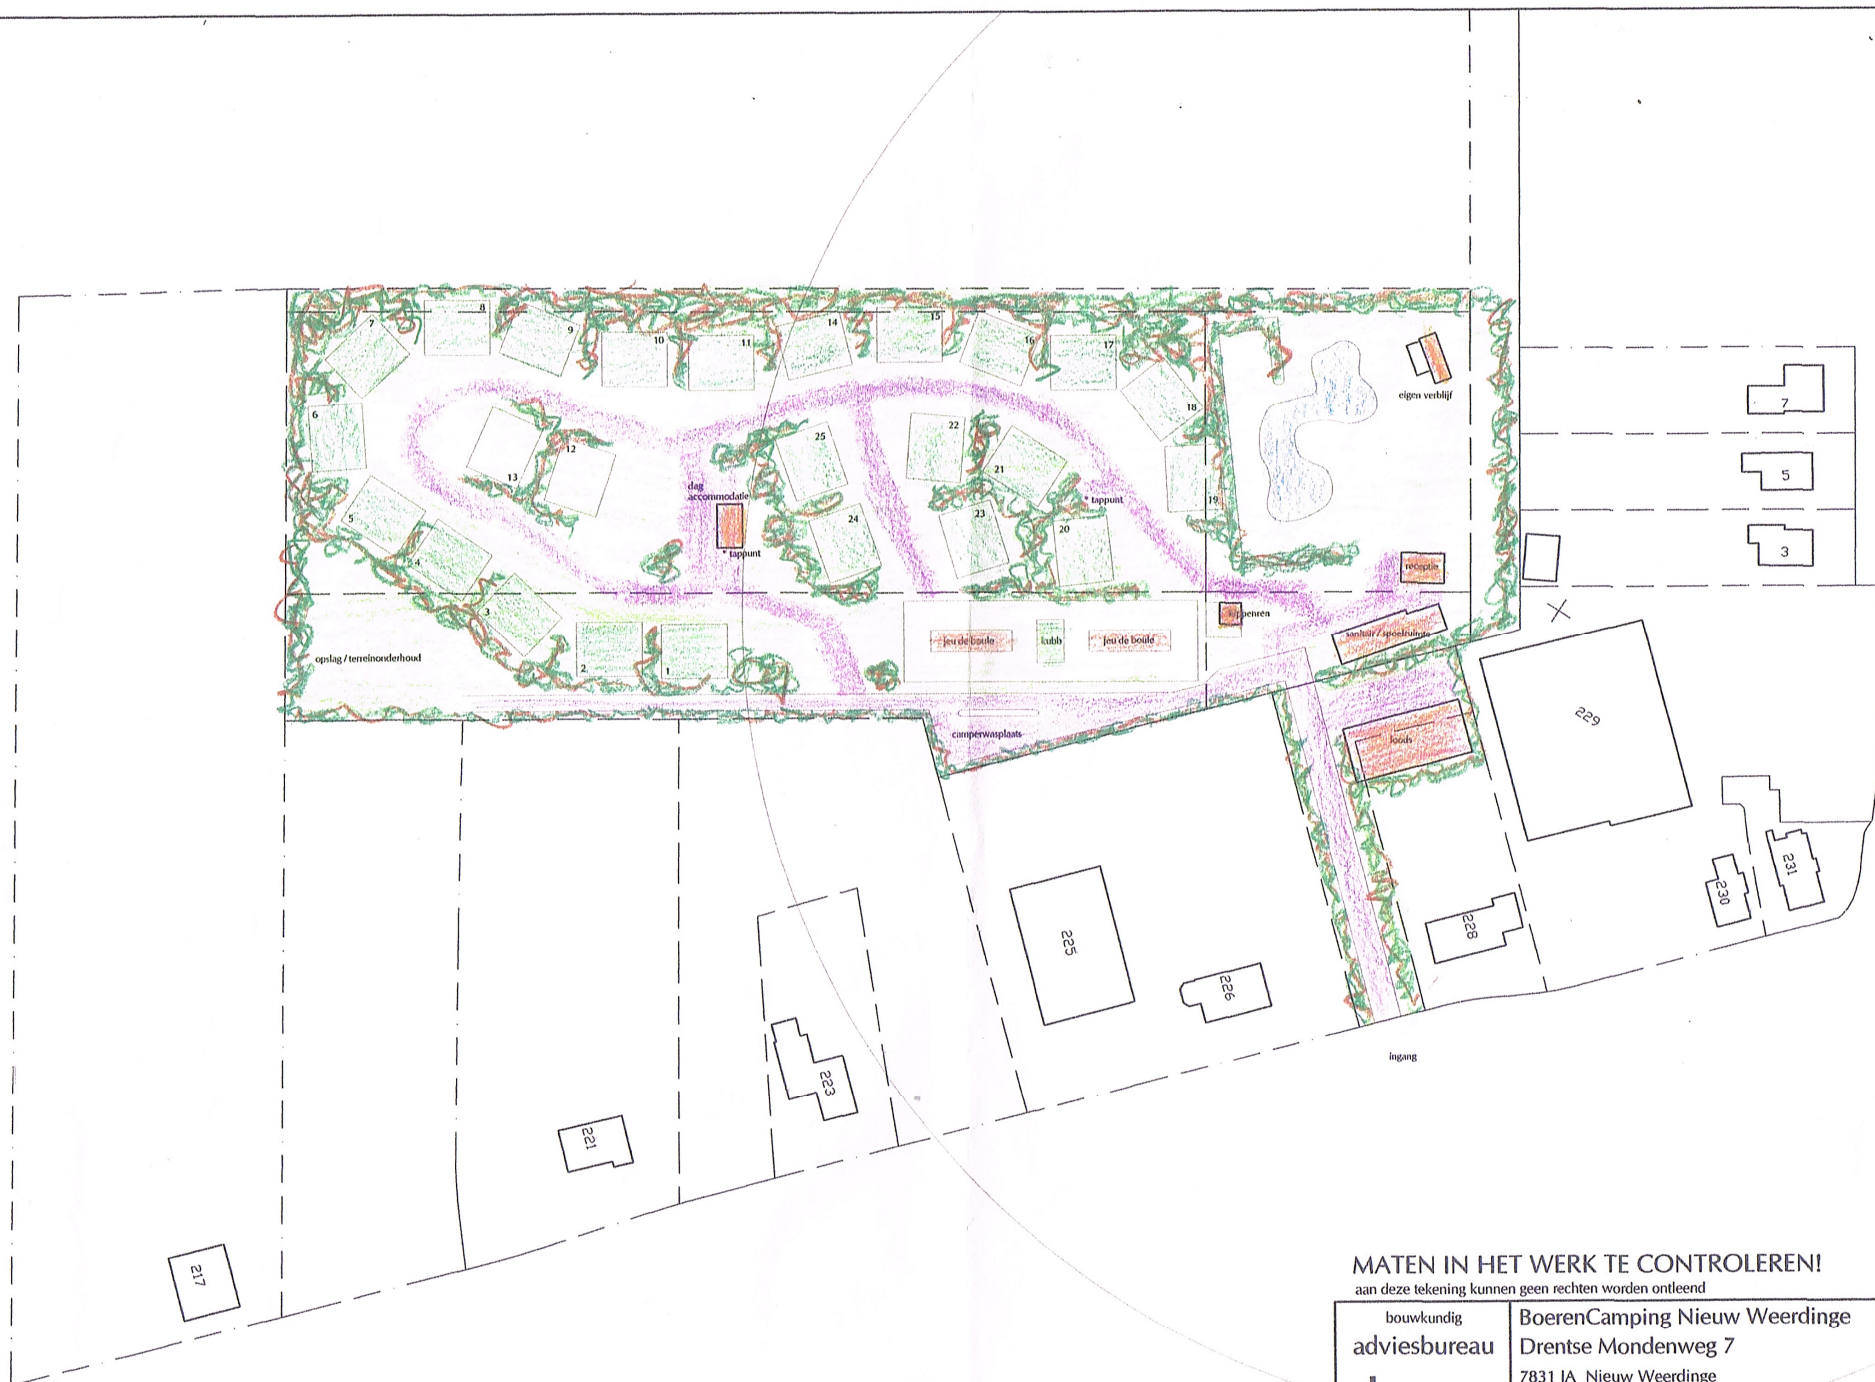 8
7
9
14
15
10
11
16
17
eigen verblijf
7
6
18
22
25
12
21
13
5
dag
accommodatie
* tappunt
19
5
24
23
20
* tappunt
3
4
receptie
3
kippenren
jeu de boule
kubb
jeu de boule
sanitair / spoelruimte
opslag / terreinonderhoud
2
1
229
camperwasplaats
loods
231
230
228
225
226
ingang
223
221
217
MATEN IN HET WERK TE CONTROLEREN!
aan deze tekening kunnen geen rechten worden ontleend
bouwkundig
adviesbureau
BoerenCamping Nieuw Weerdinge
Drentse Mondenweg 7
7831 JA Nieuw Weerdinge